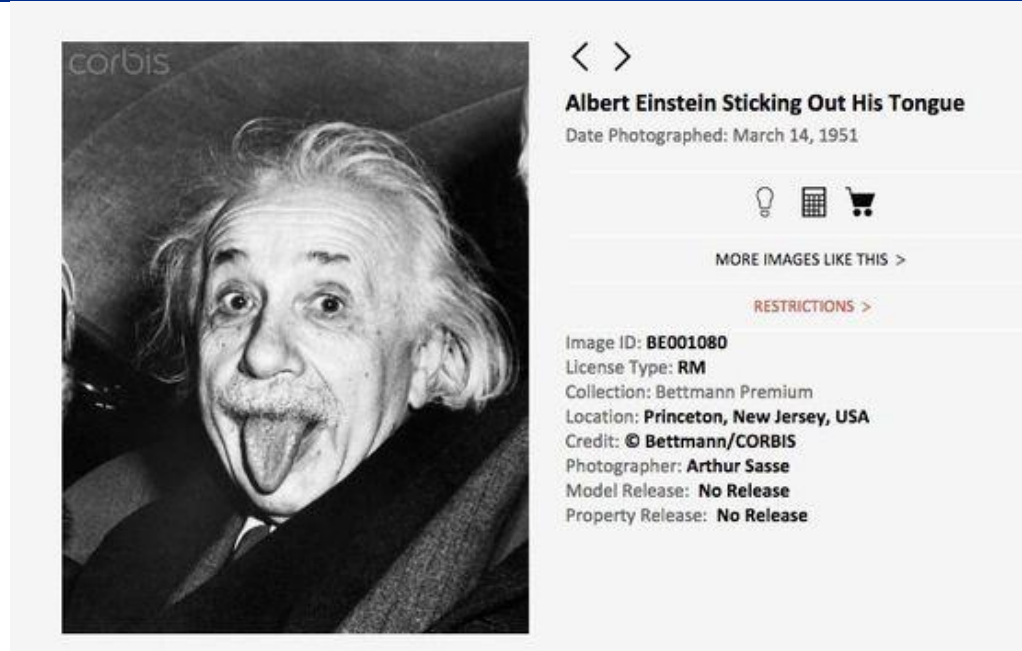 corbis
Albert Einstein Sticking Out His Tongue
Date Photographed: March 14, 1951
MORE IMAGES LIKE THIS >
RESTRICTIONS >
Image ID: BE001080
License Type: RM
Collection: Bettmann Premium
Location: Princeton, New Jersey, USA
Credit: © Bettmann/CORBIS
Photographer: Arthur Sasse
Model Release: No Release
Property Release: No Release